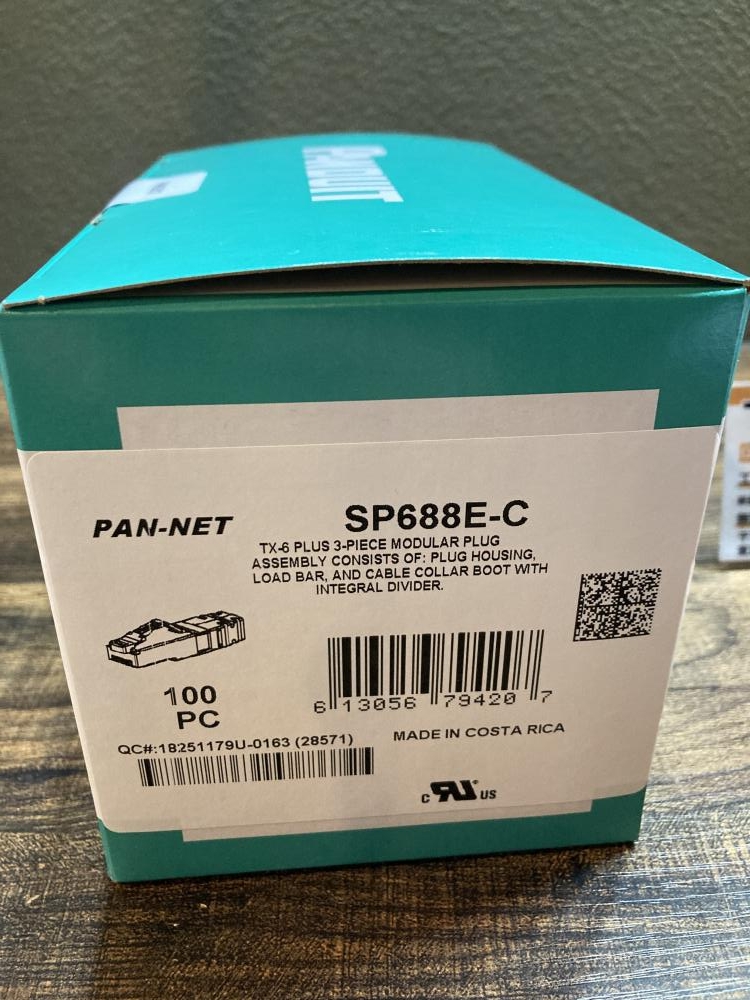 PANDUIT
PAN-NET
SP688E-C
TX-6 PLUS 3-PIECE MODULAR PLUG
ASSEMBLY CONSISTS OF: PLUG HOUSING,
LOAD BAR, AND CABLE COLLAR BOOT WITH
INTEGRAL DIVIDER.
100
PC
6 13056 79420 7
QC#:18251179U-0163 (28571)
MADE IN COSTA RICA
C RU US